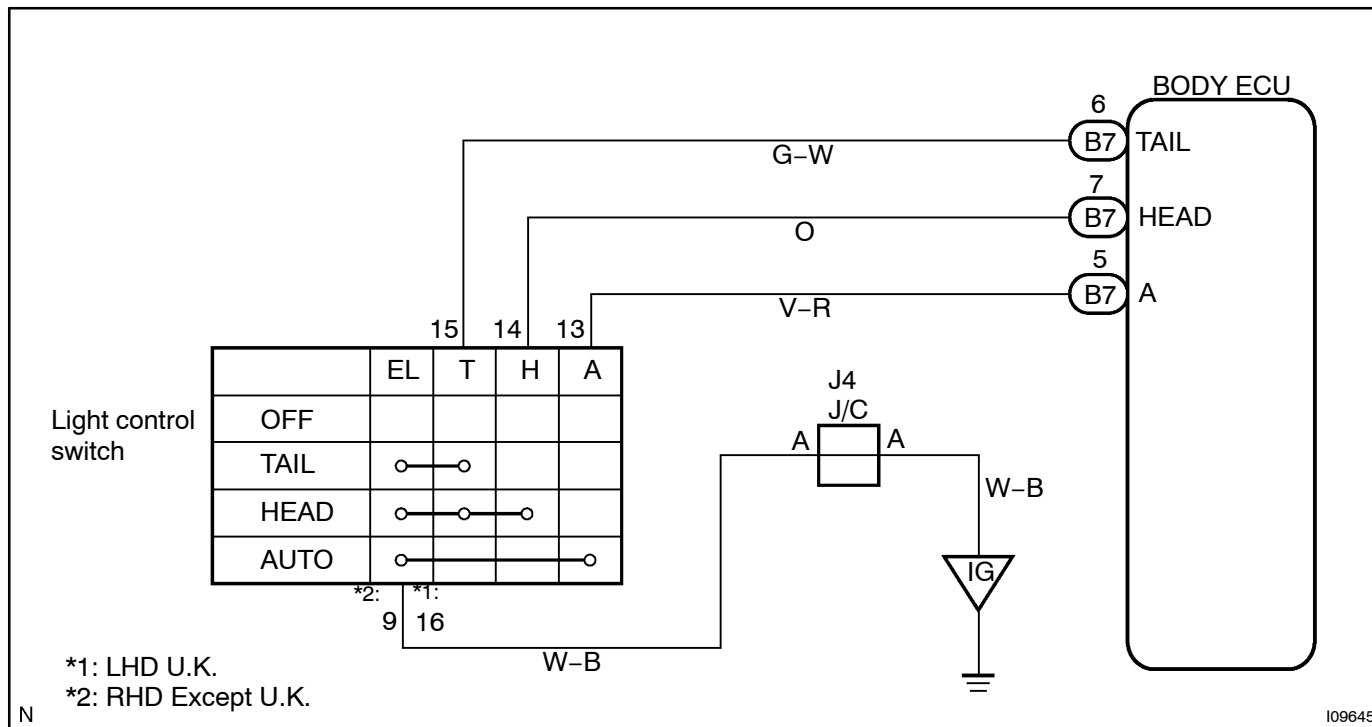 BODY ECU
6
B7 TAIL
G–W
7
B7 HEAD
O
5
B7 A
V–R
15 14 13
EL T H A
Light control
switch
OFF
TAIL
HEAD
AUTO
J4
J/C
A A
W–B
IG
*2: *1:
9 16
W–B
*1: LHD U.K.
*2: RHD Except U.K.
N
I09645